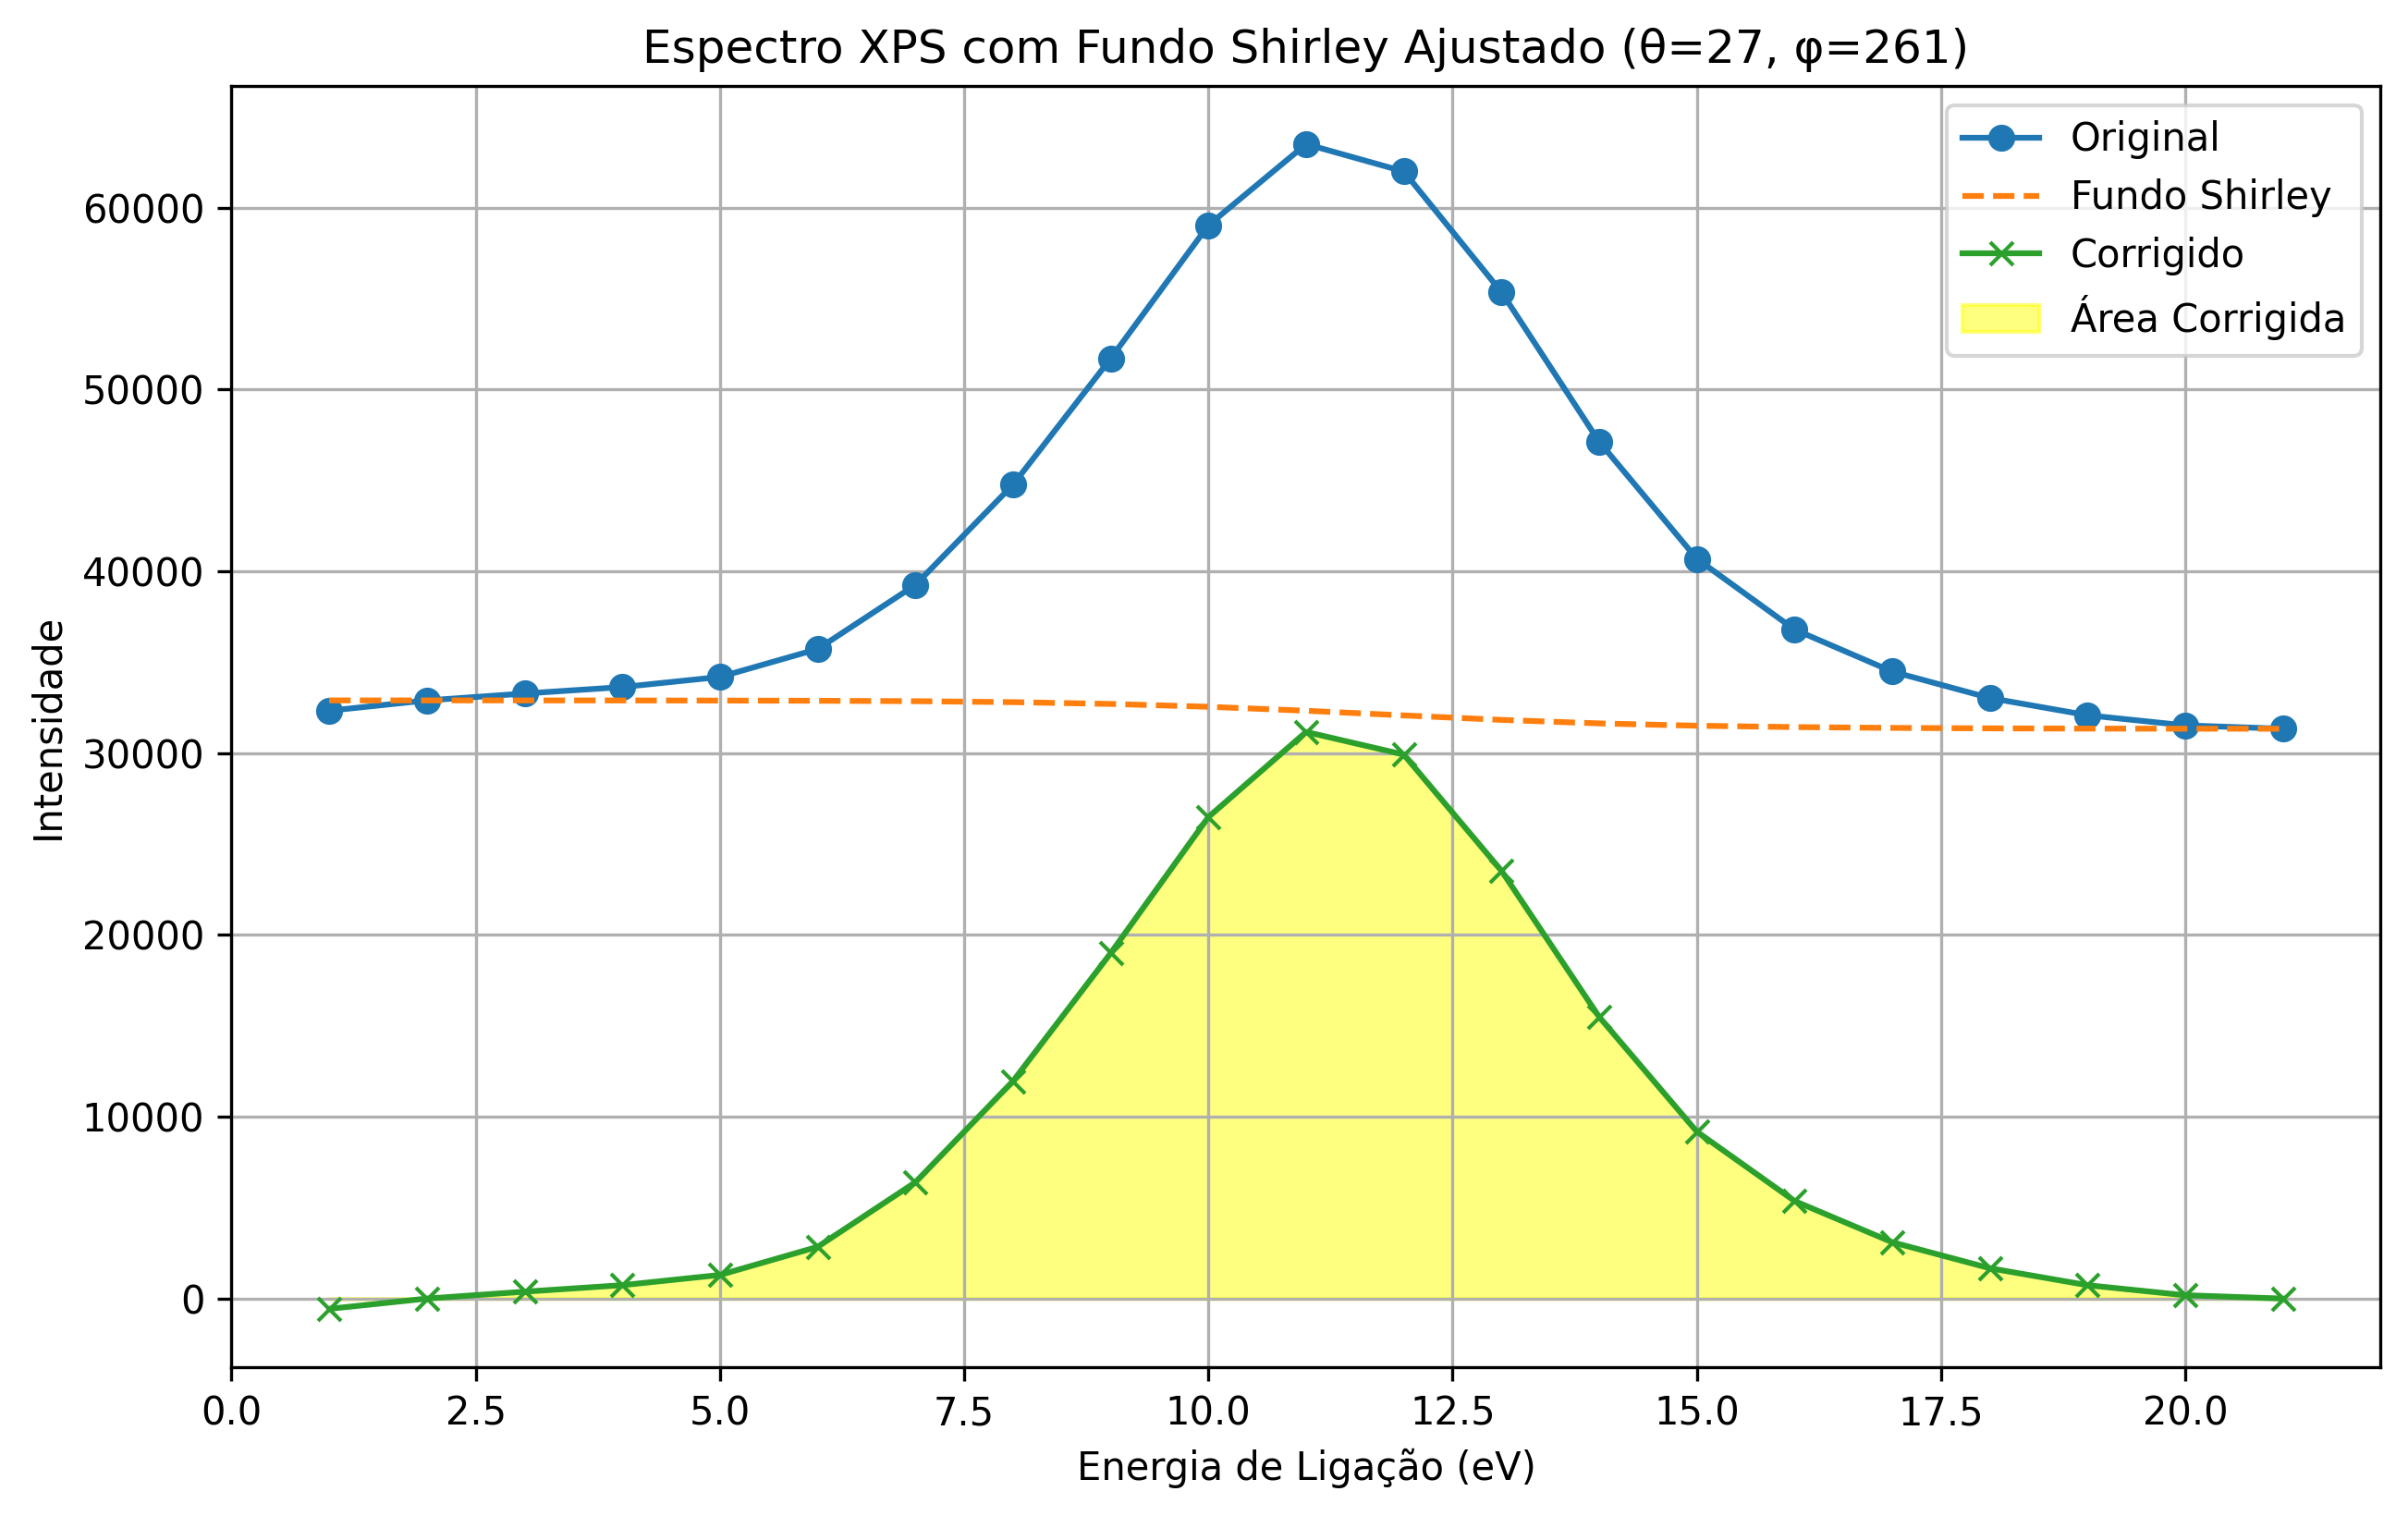 Espectro XPS com Fundo Shirley Ajustado (θ=27, φ=261)
Original
Fundo Shirley
Corrigido
Área Corrigida
Intensidade
60000
50000
40000
30000
20000
10000
0
0.0 2.5 5.0 7.5 10.0 12.5 15.0 17.5 20.0
Energia de Ligação (eV)